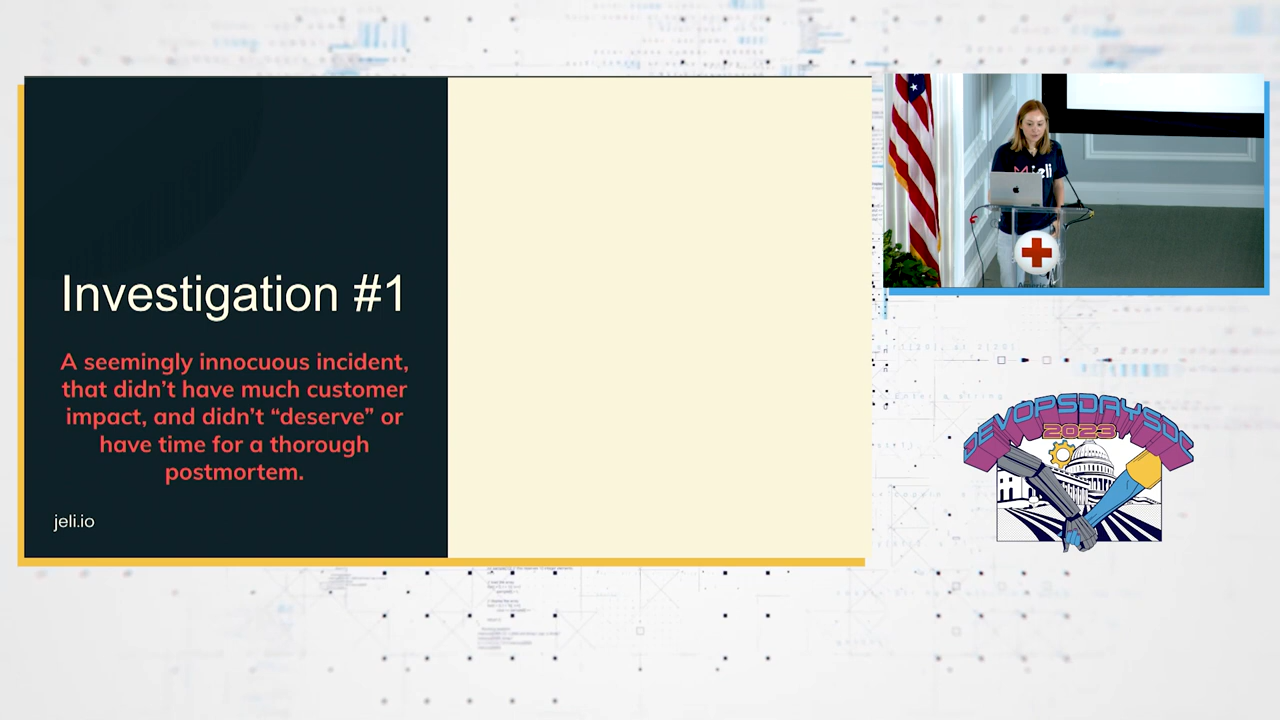 Investigation #1
A seemingly innocuous incident,
that didn’t have much customer
impact, and didn’t “deserve” or
have time for a thorough
postmortem.
jeli.io
jeli
DEVOPSDAYSDC
2023